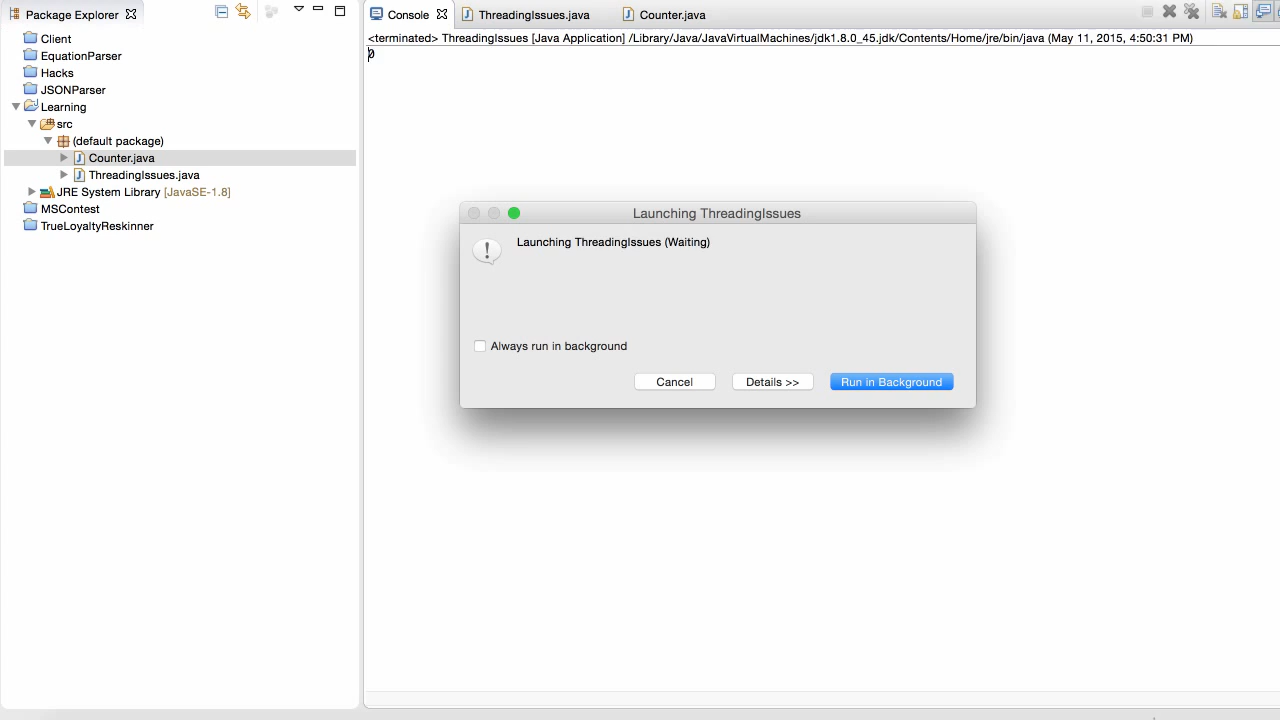 Package Explorer
Client
EquationParser
Hacks
JSONParser
Learning
src
(default package)
Counter.java
ThreadingIssues.java
JRE System Library [JavaSE-1.8]
MSContest
TrueLoyaltyReskinner
Console ThreadingIssues.java Counter.java
<terminated> ThreadingIssues [Java Application] /Library/Java/JavaVirtualMachines/jdk1.8.0_45.jdk/Contents/Home/jre/bin/java (May 11, 2015, 4:50:31 PM)
0
Launching ThreadingIssues
Launching ThreadingIssues (Waiting)
Always run in background
Cancel Details >> Run in Background